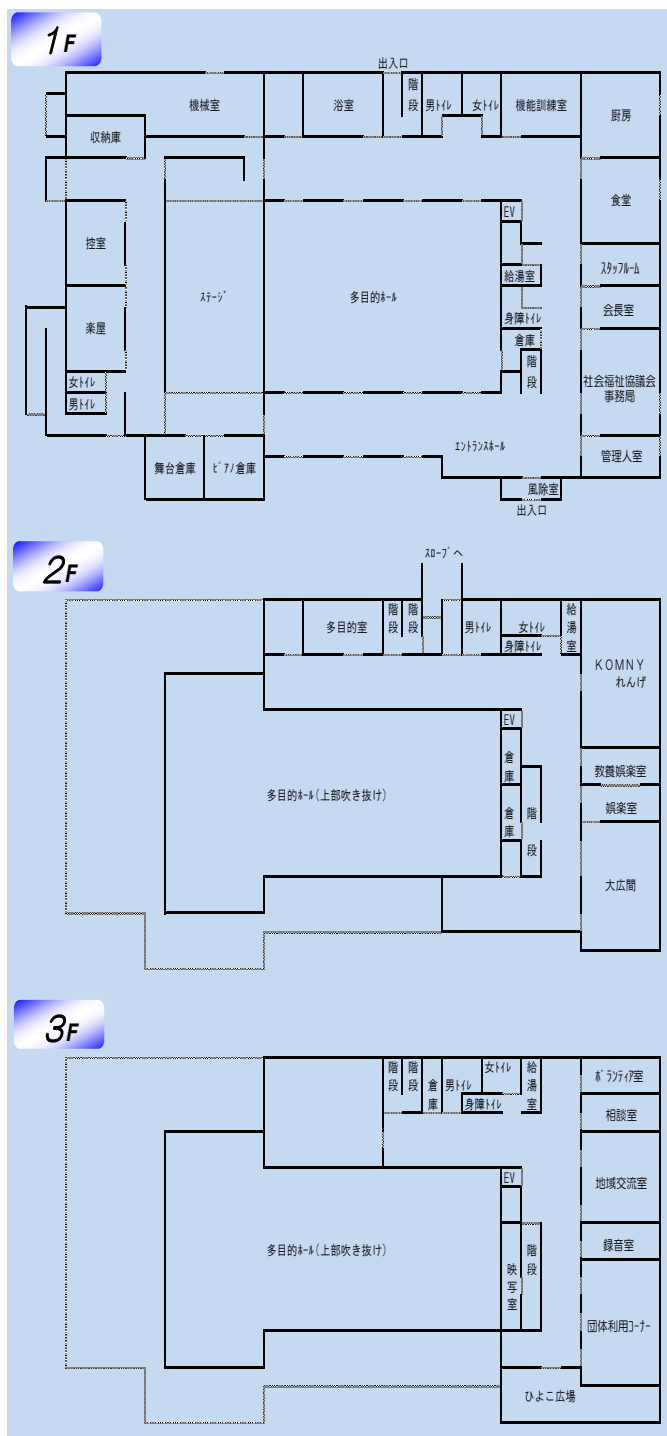 1F
出入口
機械室
浴室
階段
男ﾄｲﾚ
女ﾄｲﾚ
機能訓練室
厨房
収納庫
食堂
EV
控室
ｽﾀｯﾌﾙｰﾑ
給湯室
ｽﾃｰｼﾞ
多目的ﾎｰﾙ
会長室
身障ﾄｲﾚ
楽屋
倉庫
階段
女ﾄｲﾚ
社会福祉協議会
事務局
男ﾄｲﾚ
ｴﾝﾄﾗﾝｽﾎｰﾙ
管理人室
舞台倉庫
ﾋﾟｱﾉ倉庫
風除室
出入口
2F
ｽﾛｰﾌﾟへ
多目的室
階段
階段
男ﾄｲﾚ
女ﾄｲﾚ
身障ﾄｲﾚ
給湯室
KOMNY
れんげ
EV
倉庫
教養娯楽室
多目的ﾎｰﾙ(上部吹き抜け)
倉庫
階段
娯楽室
大広間
3F
階段
階段
倉庫
男ﾄｲﾚ
女ﾄｲﾚ
身障ﾄｲﾚ
給湯室
ﾎﾞﾗﾝﾃｨｱ室
相談室
EV
地域交流室
多目的ﾎｰﾙ(上部吹き抜け)
階段
録音室
映写室
団体利用ｺｰﾅｰ
ひよこ広場